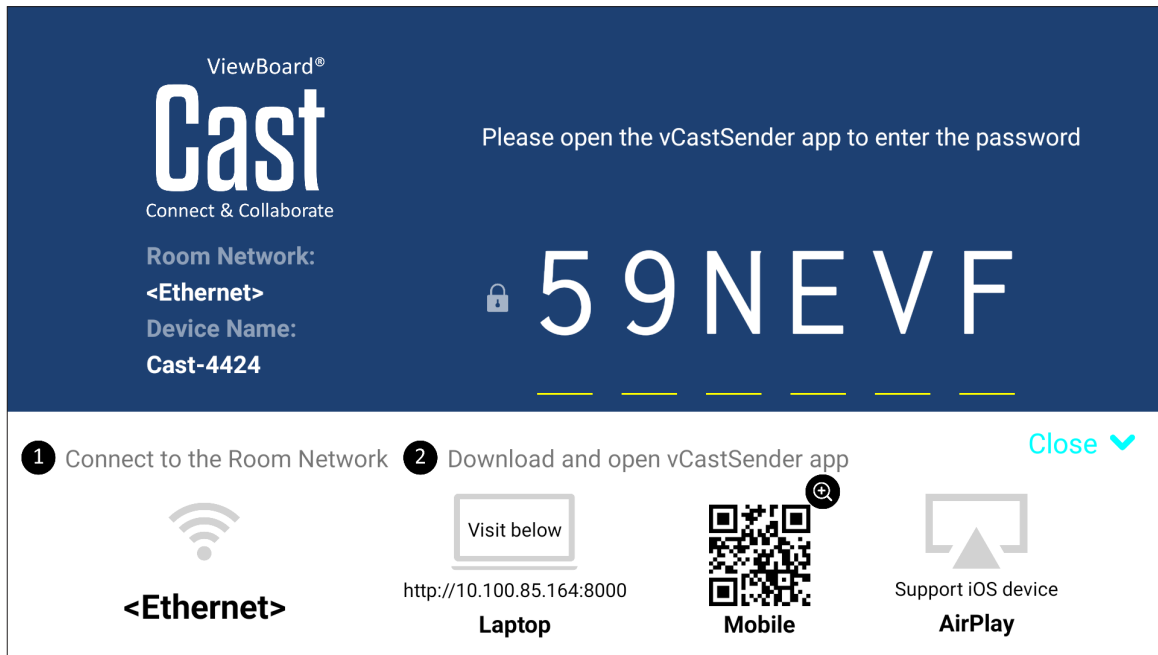 ViewBoard®
Cast
Connect & Collaborate
Room Network:
<Ethernet>
Device Name:
Cast-4424
Please open the vCastSender app to enter the password
59NEVF
Close
1 Connect to the Room Network
<Ethernet>
2 Download and open vCastSender app
Visit below
http://10.100.85.164:8000
Laptop
Mobile
Support iOS device
AirPlay